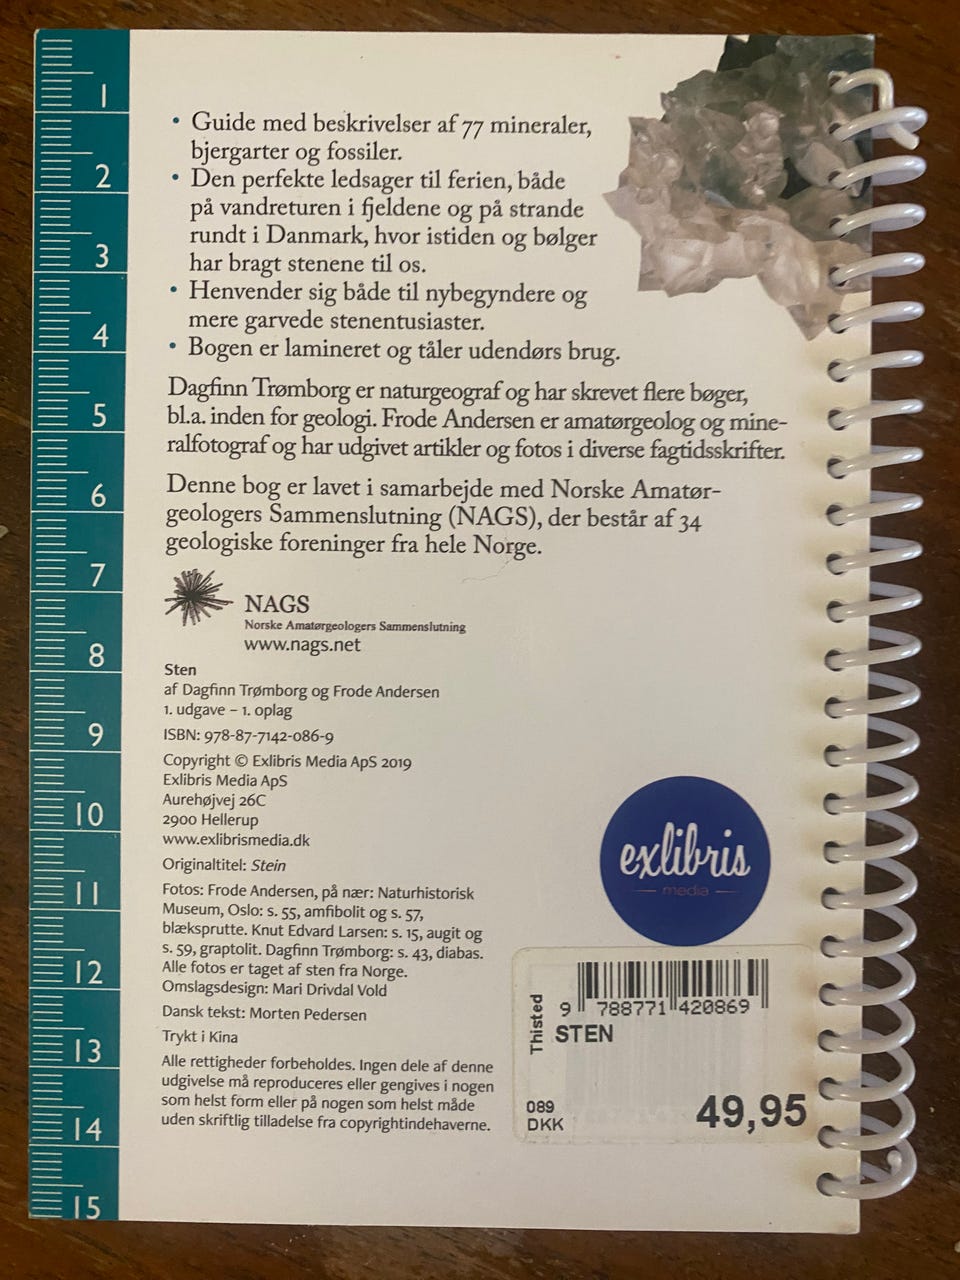 1
2
3
4
5
6
7
8
9
10
11
12
13
14
15
• Guide med beskrivelser af 77 mineraler,
bjergarter og fossiler.
• Den perfekte ledsager til ferien, både
på vandreturen i fjeldene og på strande
rundt i Danmark, hvor istiden og bølger
har bragt stenene til os.
• Henvender sig både til nybegyndere og
mere garvede stenentusiaster.
• Bogen er lamineret og tåler udendørs brug.
Dagfinn Trømborg er naturgeograf og har skrevet flere bøger,
bl.a. inden for geologi. Frode Andersen er amatørgeolog og mine-
ralfotograf og har udgivet artikler og fotos i diverse fagtidsskrifter.
Denne bog er lavet i samarbejde med Norske Amatør-
geologers Sammenslutning (NAGS), der består af 34
geologiske foreninger fra hele Norge.
NAGS
Norske Amatørgeologers Sammenslutning
www.nags.net
Sten
af Dagfinn Trømborg og Frode Andersen
1. udgave – 1. oplag
ISBN: 978-87-7142-086-9
Copyright © Exlibris Media ApS 2019
Exlibris Media ApS
Aurehøjvej 26C
2900 Hellerup
www.exlibrismedia.dk
Originaltitel: Stein
Fotos: Frode Andersen, på nær: Naturhistorisk
Museum, Oslo: s. 55, amfibolit og s. 57,
blæksprutte. Knut Edvard Larsen: s. 15, augit og
s. 59, graptolit. Dagfinn Trømborg: s. 43, diabas.
Alle fotos er taget af sten fra Norge.
Omslagsdesign: Mari Drivdal Vold
Dansk tekst: Morten Pedersen
Trykt i Kina
Alle rettigheder forbeholdes. Ingen dele af denne
udgivelse må reproduceres eller gengives i nogen
som helst form eller på nogen som helst måde
uden skriftlig tilladelse fra copyrightindehaverne.
exlibris
media
Thisted
9 788771 420869
STEN
089
DKK
49,95